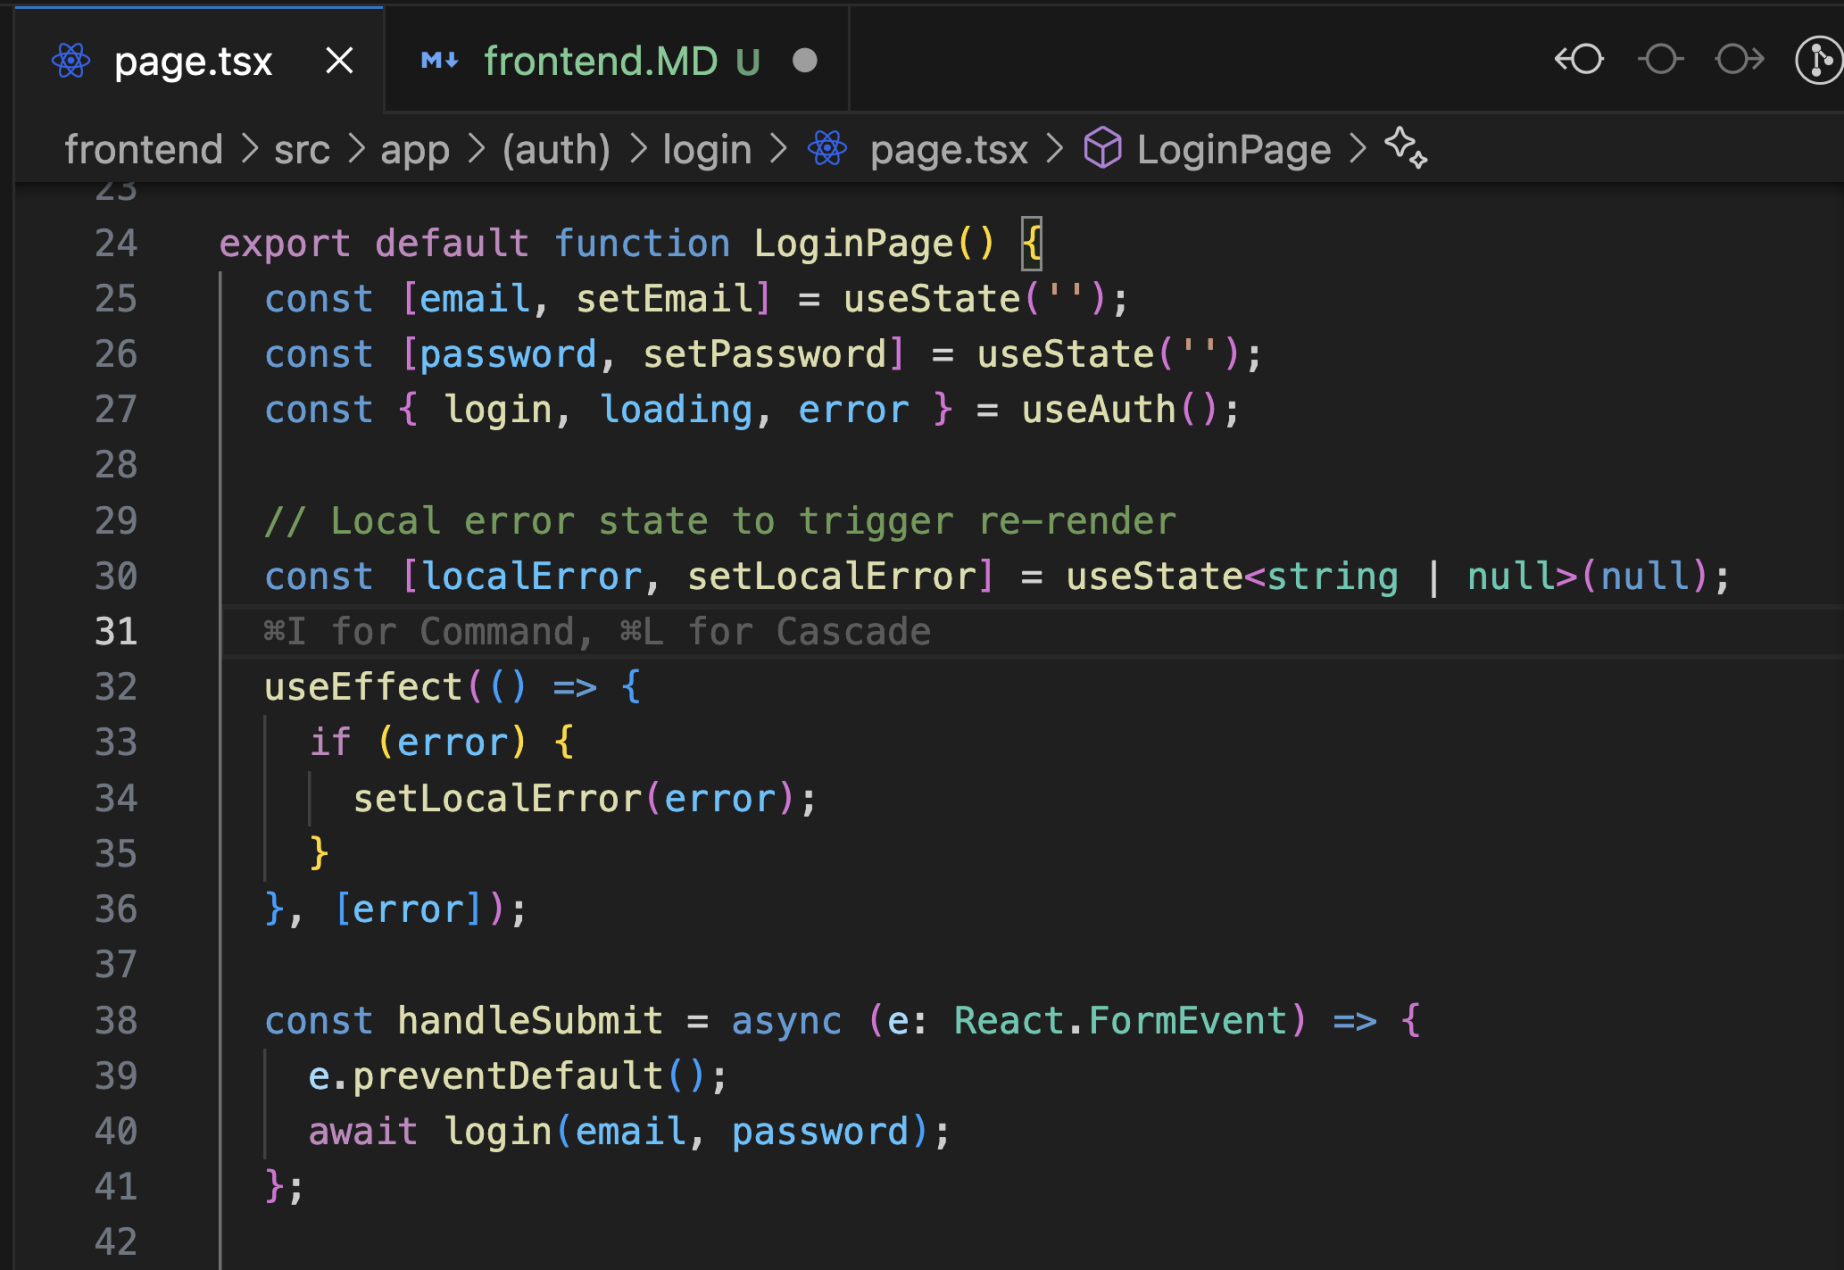 page.tsx
frontend.MD U
frontend > src > app > (auth) > login > page.tsx > LoginPage >
23
24 export default function LoginPage() {
25 const [email, setEmail] = useState('');
26 const [password, setPassword] = useState('');
27 const { login, loading, error } = useAuth();
28
29 // Local error state to trigger re-render
30 const [localError, setLocalError] = useState<string | null>(null);
31 ⌘I for Command, ⌘L for Cascade
32 useEffect(() => {
33 if (error) {
34 setLocalError(error);
35 }
36 }, [error]);
37
38 const handleSubmit = async (e: React.FormEvent) => {
39 e.preventDefault();
40 await login(email, password);
41 };
42